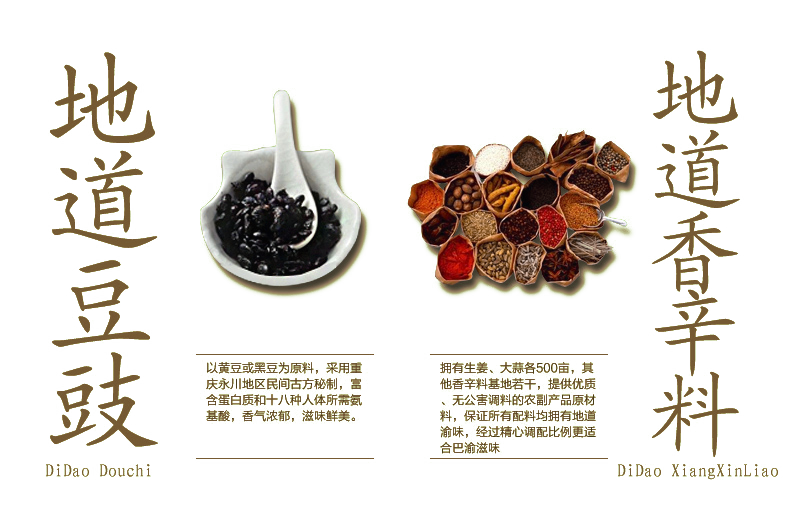 地道豆豉
DiDao Douchi
以黄豆或黑豆为原料，采用重
庆永川地区民间古方秘制，富
含蛋白质和十八种人体所需氨
基酸，香气浓郁，滋味鲜美。
拥有生姜、大蒜各500亩，其
他香辛料基地若干，提供优质
、无公害调料的农副产品原材
料，保证所有配料均拥有地道
渝味，经过精心调配比例更适
合巴渝滋味
地道香辛料
DiDao XiangXinLiao